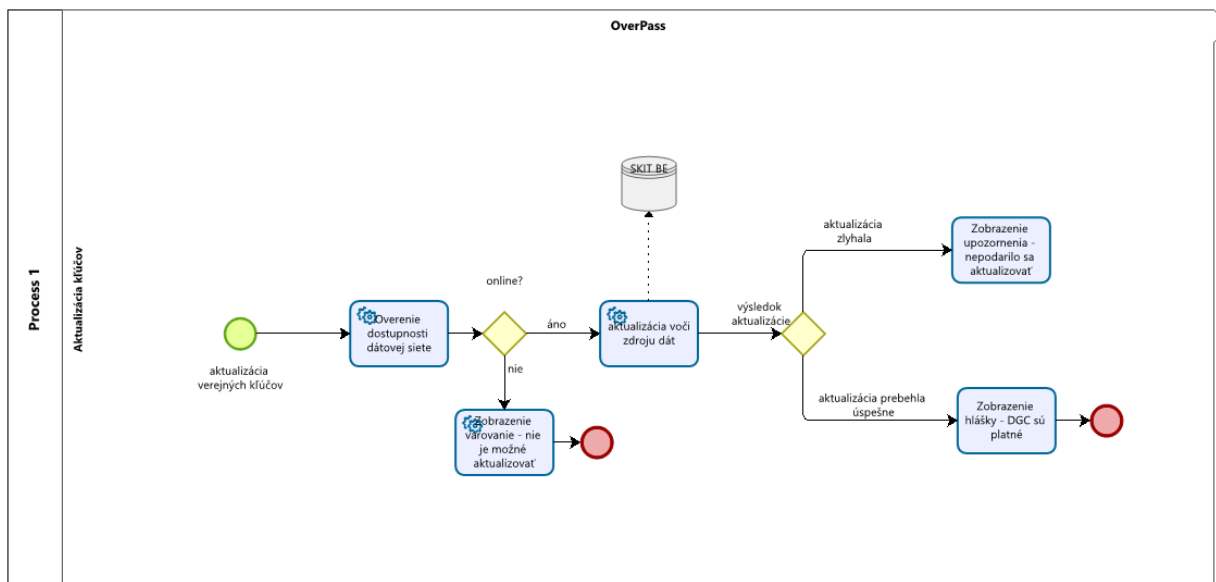 OverPass
Process 1
Aktualizácia kľúčov
SKIT BE
aktualizácia
zlyhala
Zobrazenie
upozornenia -
nepodarilo sa
aktualizovať
online?
Overenie
dostupnosti
dátovej siete
áno
aktualizácia voči
zdroju dát
výsledok
aktualizácie
aktualizácia
verejných kľúčov
nie
Zobrazenie
varovanie - nie
je možné
aktualizovať
aktualizácia prebehla
úspešne
Zobrazenie
hlášky - DGC sú
platné